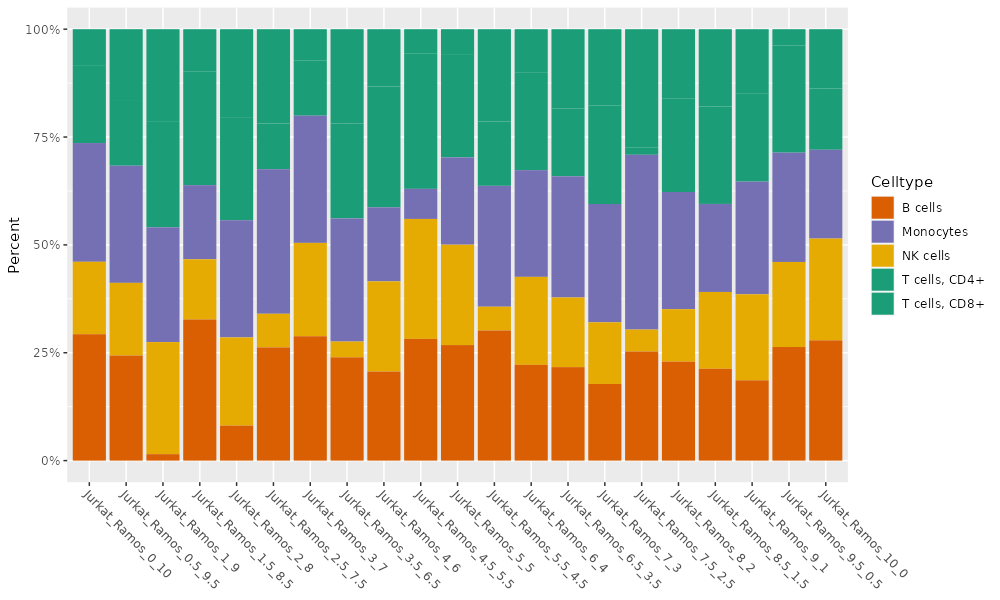 100%
75%
50%
25%
0%
Percent
Jurkat_Ramos_0_10
Jurkat_Ramos_0.5_9.5
Jurkat_Ramos_1_9
Jurkat_Ramos_1.5_8.5
Jurkat_Ramos_2_8
Jurkat_Ramos_2.5_7.5
Jurkat_Ramos_3_7
Jurkat_Ramos_3.5_6.5
Jurkat_Ramos_4_6
Jurkat_Ramos_4.5_5.5
Jurkat_Ramos_5_5
Jurkat_Ramos_5.5_4.5
Jurkat_Ramos_6_4
Jurkat_Ramos_6.5_3.5
Jurkat_Ramos_7_3
Jurkat_Ramos_7.5_2.5
Jurkat_Ramos_8_2
Jurkat_Ramos_8.5_1.5
Jurkat_Ramos_9_1
Jurkat_Ramos_9.5_0.5
Jurkat_Ramos_10_0
Celltype
B cells
Monocytes
NK cells
T cells, CD4+
T cells, CD8+